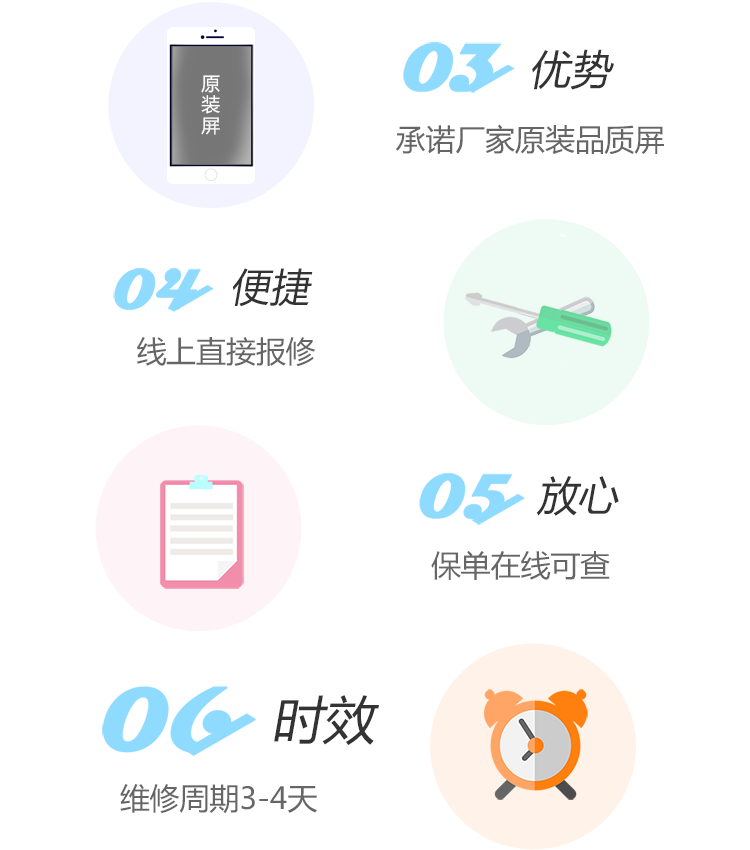 原装屏
03 优势
承诺厂家原装品质屏
04 便捷
线上直接报修
05 放心
保单在线可查
06 时效
维修周期3-4天